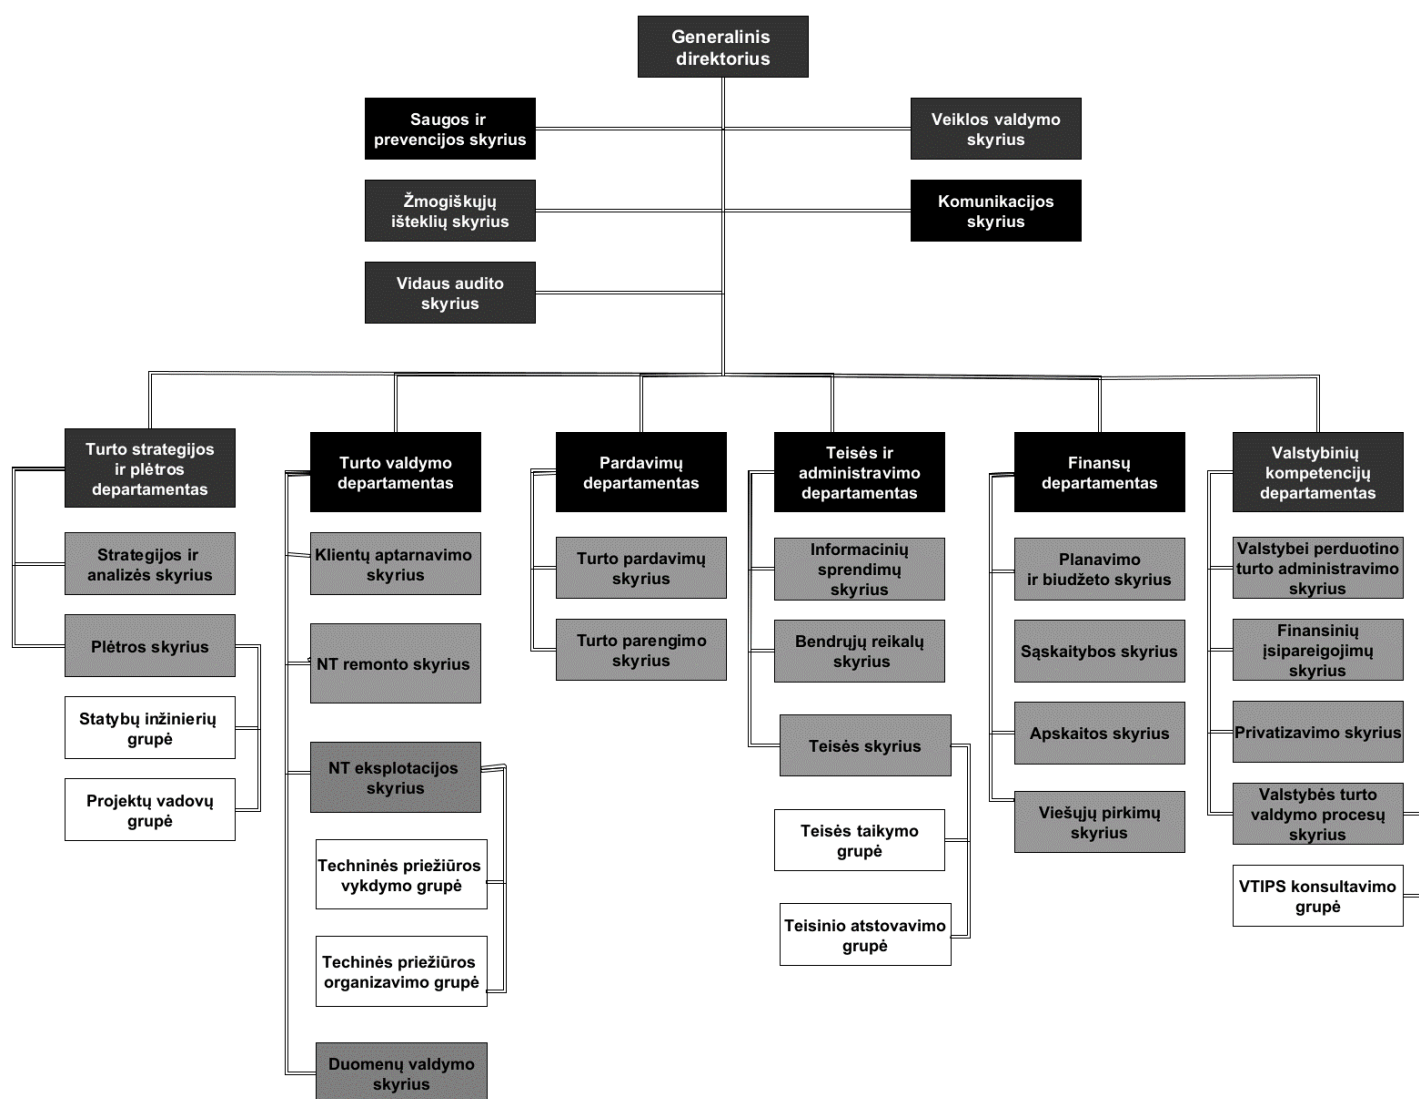 Generalinis
direktorius
Saugos ir
prevencijos skyrius
Veiklos valdymo
skyrius
Žmogiškųjų
išteklių skyrius
Komunikacijos
skyrius
Vidaus audito
skyrius
Turto strategijos
ir plėtros
departamentas
Strategijos ir
analizės skyrius
Plėtros skyrius
Statybų inžinierių
grupė
Projektų vadovų
grupė
Turto valdymo
departamentas
Klientų aptarnavimo
skyrius
NT remonto skyrius
NT eksplotacijos
skyrius
Techninės priežiūros
vykdymo grupė
Techinės priežiūros
organizavimo grupė
Duomenų valdymo
skyrius
Pardavimų
departamentas
Turto pardavimų
skyrius
Turto parengimo
skyrius
Teisės ir
administravimo
departamentas
Informacinių
sprendimų
skyrius
Bendrųjų reikalų
skyrius
Teisės skyrius
Teisės taikymo
grupė
Teisinio atstovavimo
grupė
Finansų
departamentas
Planavimo
ir biudžeto skyrius
Sąskaitybos skyrius
Apskaitos skyrius
Viešųjų pirkimų
skyrius
Valstybinių
kompetencijų
departamentas
Valstybei perduotino
turto administravimo
skyrius
Finansinių
įsipareigojimų
skyrius
Privatizavimo skyrius
Valstybės turto
valdymo procesų
skyrius
VTIPS konsultavimo
grupė